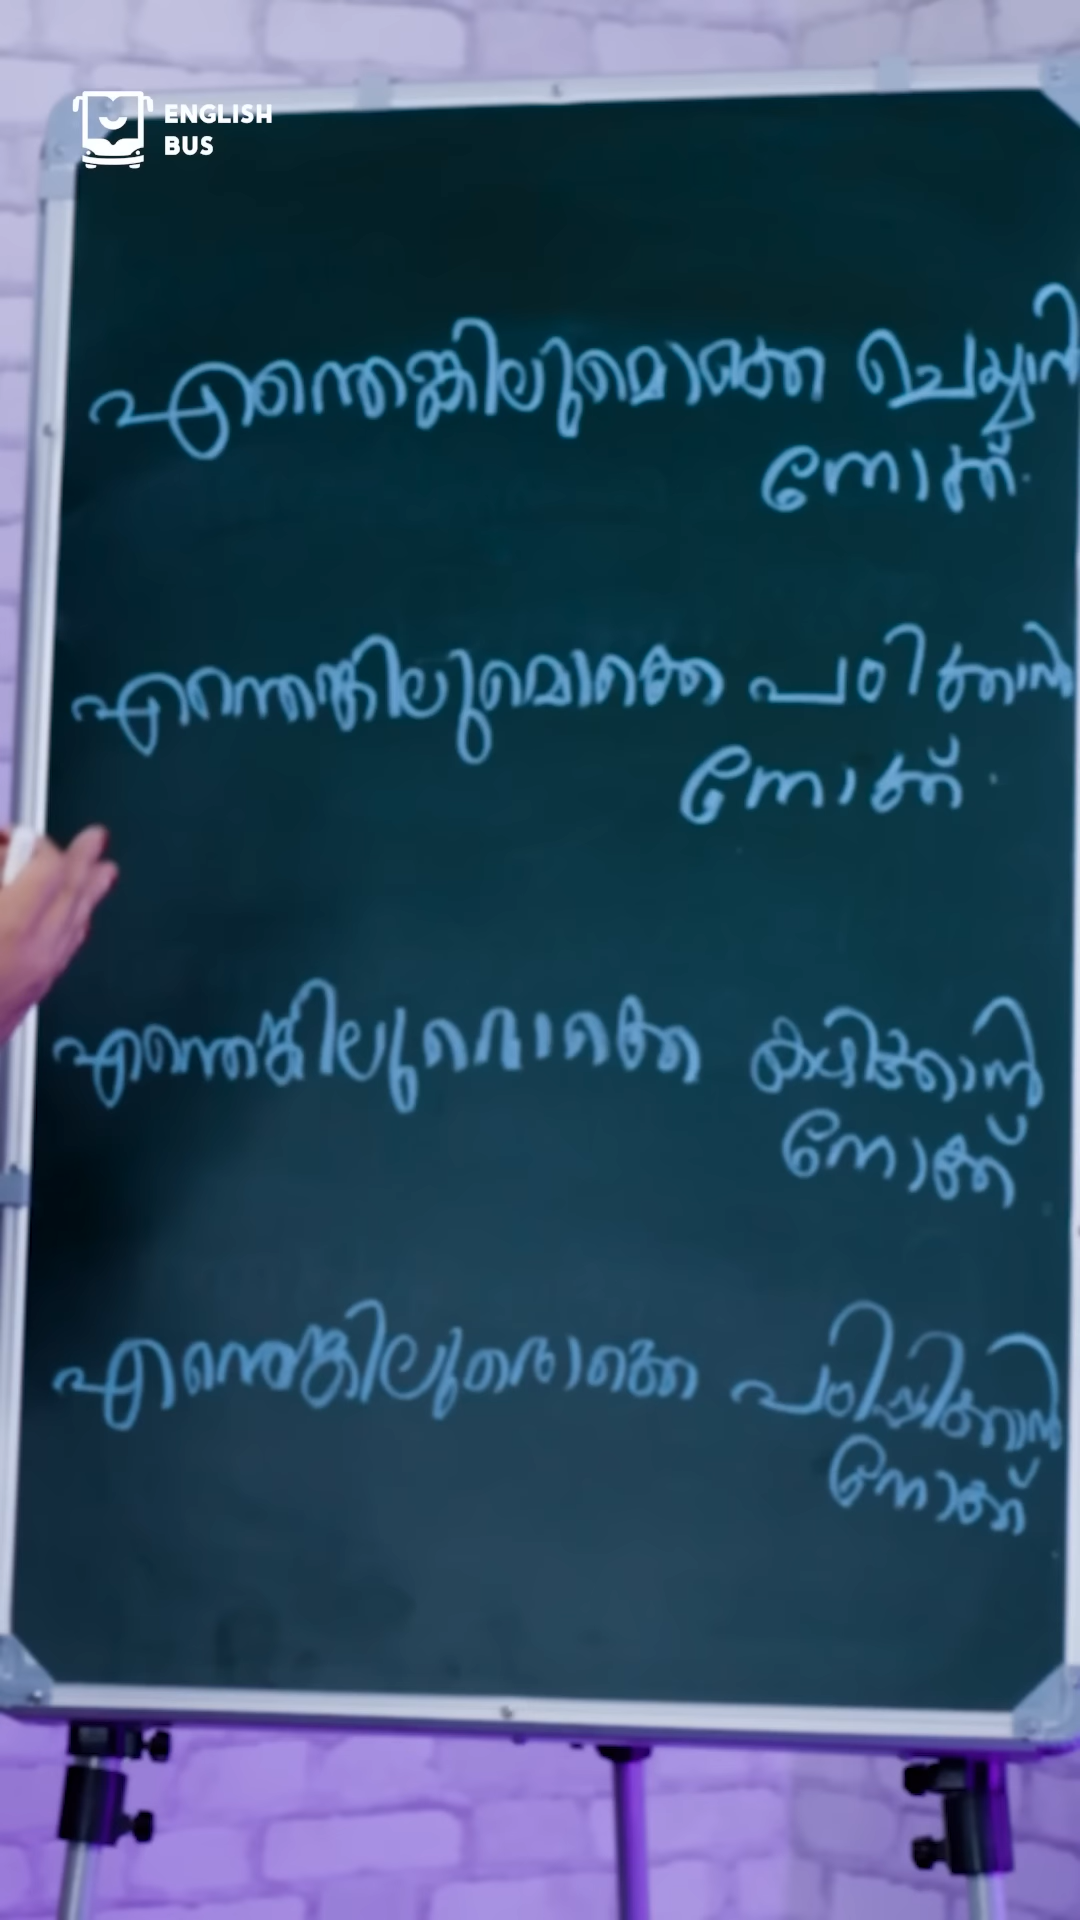 ENGLISH
BUS
എന്തെങ്കിലുമൊക്കെ ചെയ്യാൻ
നോക്ക്.
എന്തെങ്കിലുമൊക്കെ പഠിക്കാൻ
നോക്ക്.
എന്തെങ്കിലുമൊക്കെ കഴിക്കാൻ
നോക്ക്
എന്തെങ്കിലുമൊക്കെ പഠിപ്പിക്കാൻ
നോക്ക്